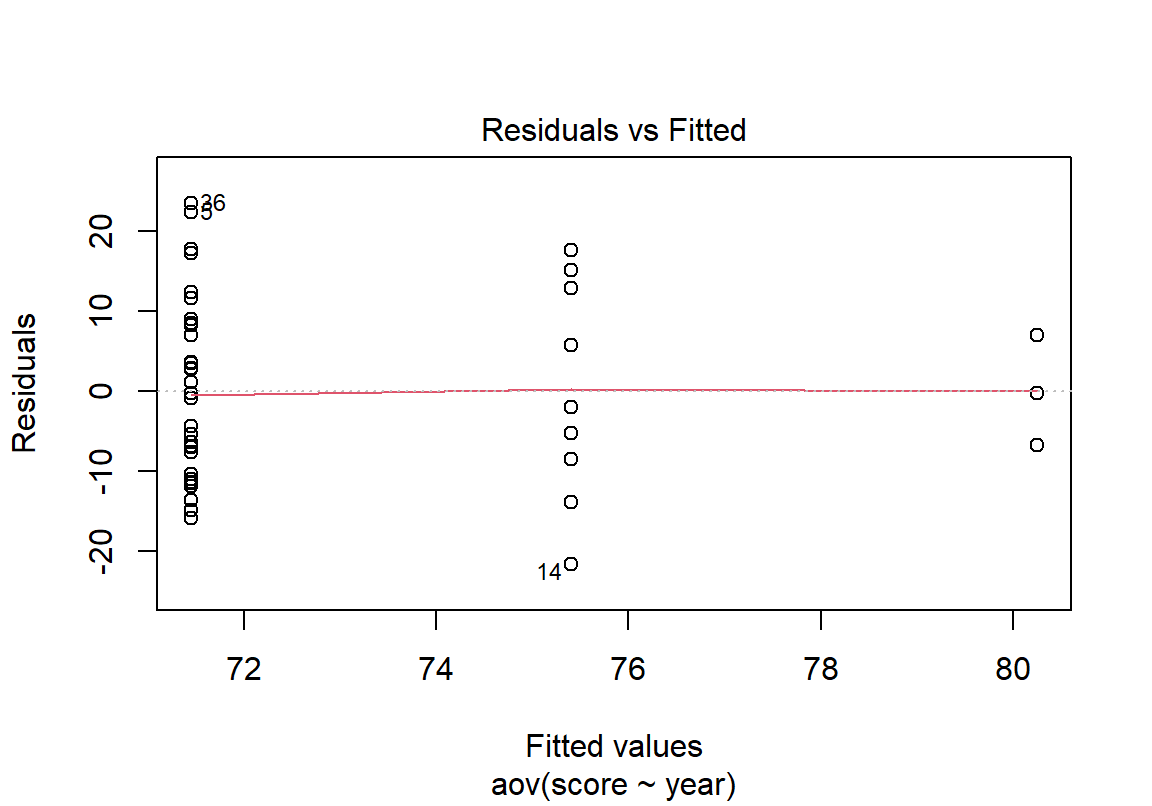 Residuals vs Fitted
Residuals
20
10
0
-10
-20
36
5
14
72 74 76 78 80
Fitted values
aov(score ~ year)